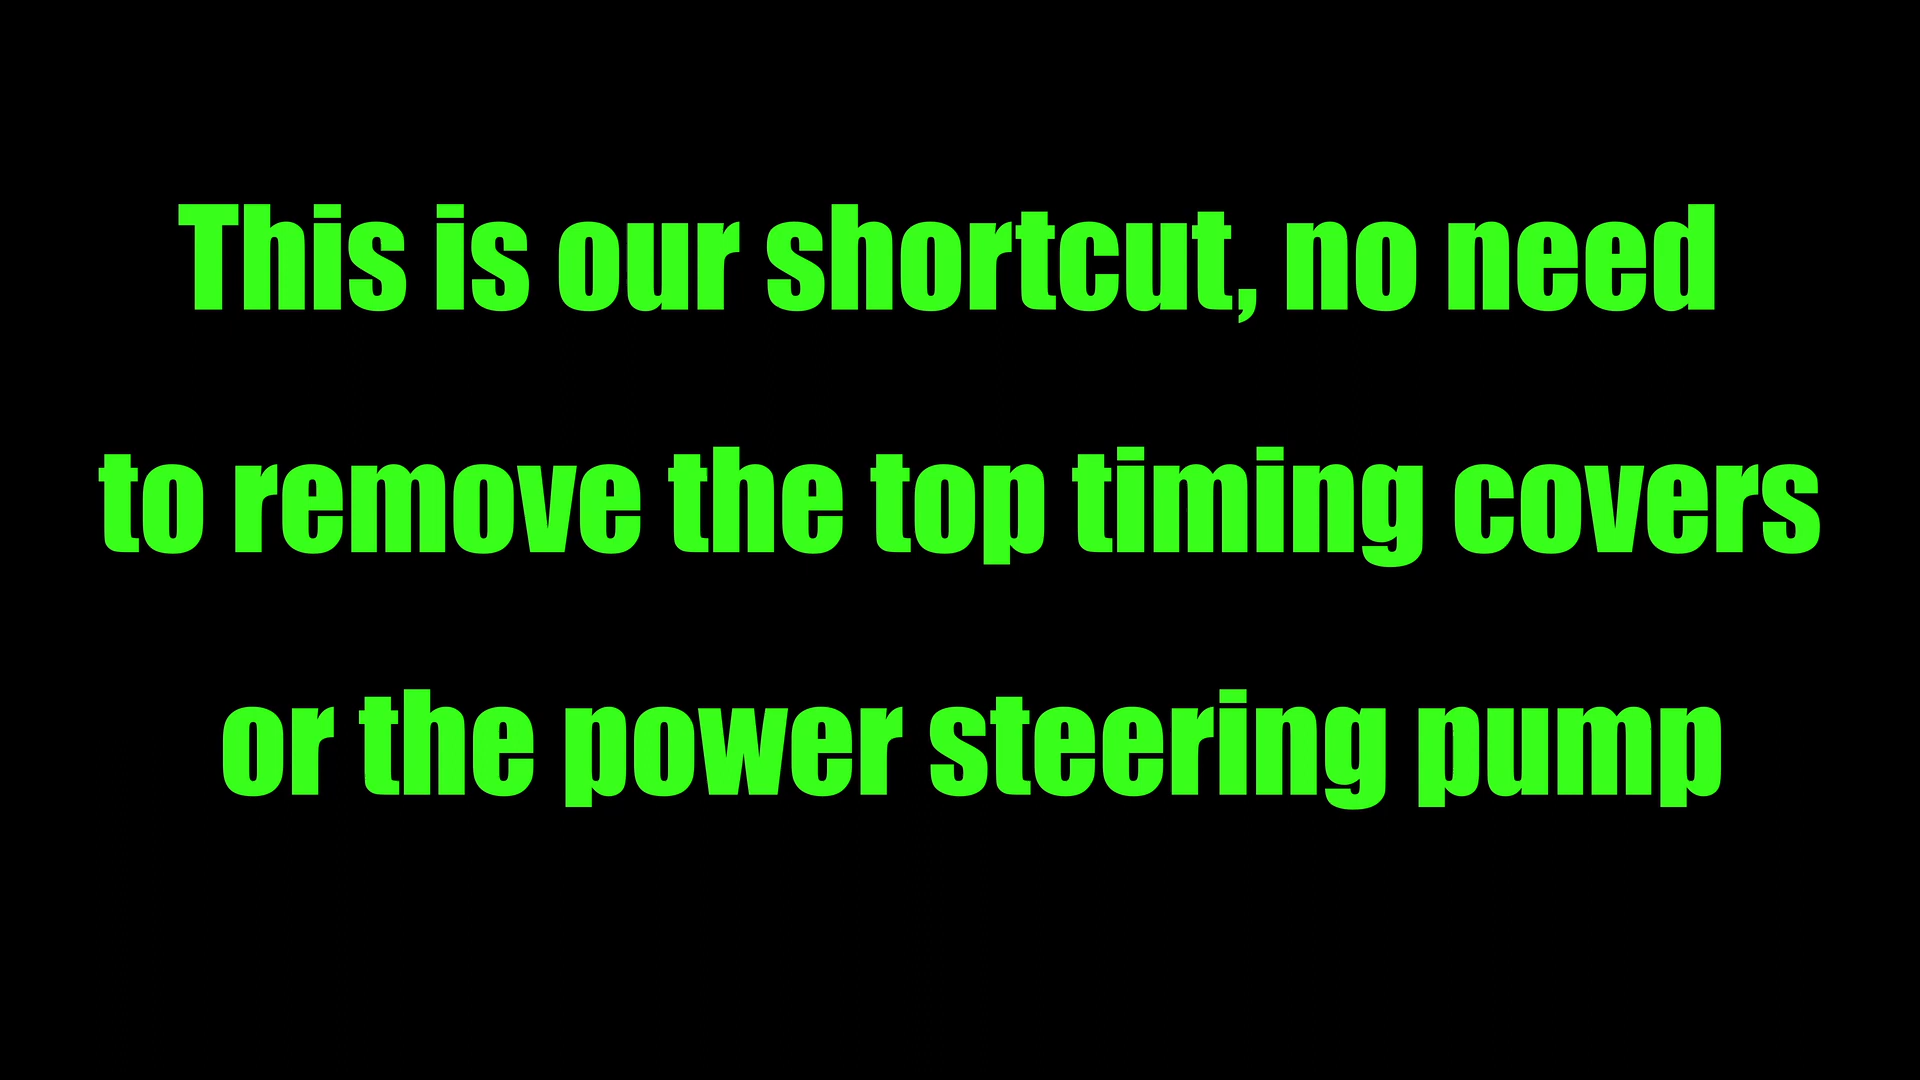 This is our shortcut, no need
to remove the top timing covers
or the power steering pump